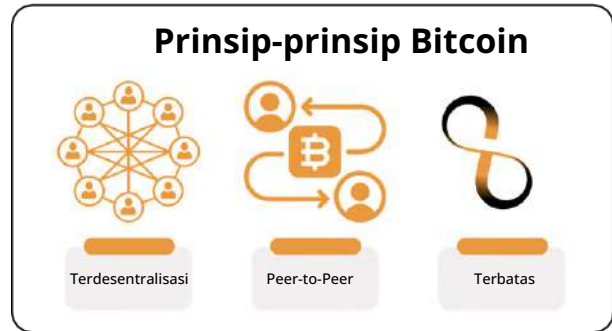 Prinsip-prinsip Bitcoin
Terdesentralisasi
Peer-to-Peer
Terbatas